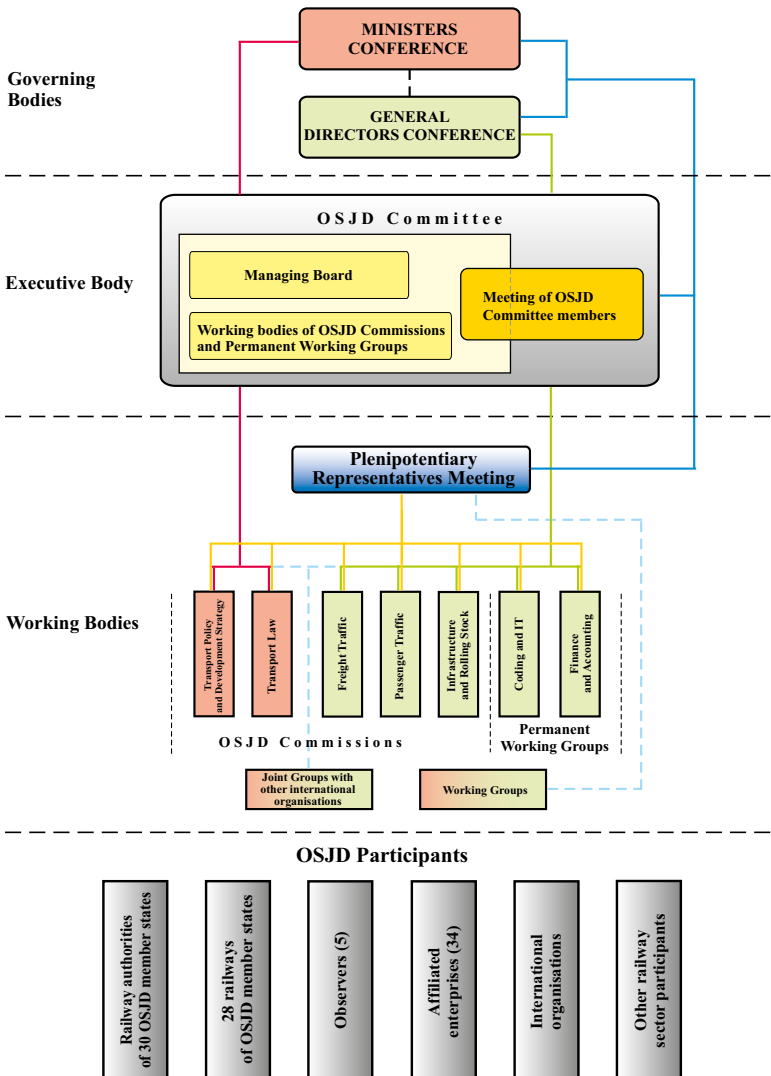 MINISTERS
CONFERENCE
Governing
Bodies
GENERAL
DIRECTORS CONFERENCE
OSJD Committee
Managing Board
Executive Body
Meeting of OSJD
Committee members
Working bodies of OSJD Commissions
and Permanent Working Groups
Plenipotentiary
Representatives Meeting
Working Bodies
Transport Policy
and Development Strategy
Transport Law
Freight Traffic
Passenger Traffic
Infrastructure
and Rolling Stock
Coding and IT
Finance
and Accounting
OSJD Commissions
Permanent
Working Groups
Joint Groups with
other international
organisations
Working Groups
OSJD Participants
Railway authorities
of 30 OSJD member states
28 railways
of OSJD member states
Observers (5)
Affiliated
enterprises (34)
International
organisations
Other railway
sector participants